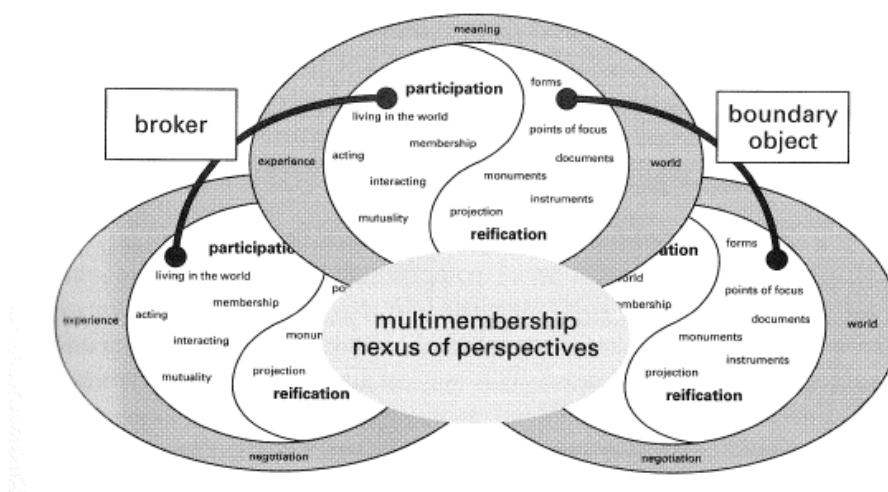 meaning
participation
forms
broker
boundary
object
living in the world
points of focus
membership
experience
acting
documents
world
monuments
interacting
instruments
mutuality
projection
reification
participatio
forms
living in the world
ation
points of focus
membership
orld
embership
experience
acting
documents
world
multimembership
nexus of perspectives
interacting
monun
monuments
instruments
mutuality
projection
projection
reification
reification
negotiation
negotiation